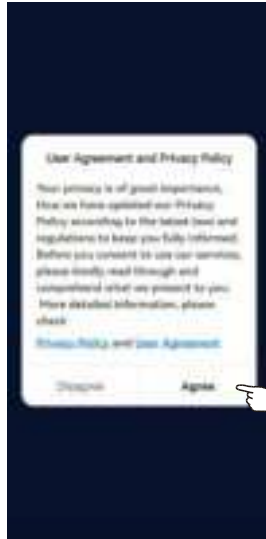 User Agreement and Privacy Policy
Your privacy is of great importance.
How we have updated our Privacy
Policy according to the latest laws and
regulations to keep you fully informed.
Before you consent to use our services,
please kindly read through and
comprehend what we present to you.
More detailed information, please
check
Privacy Policy and User Agreement
Disagree Agree